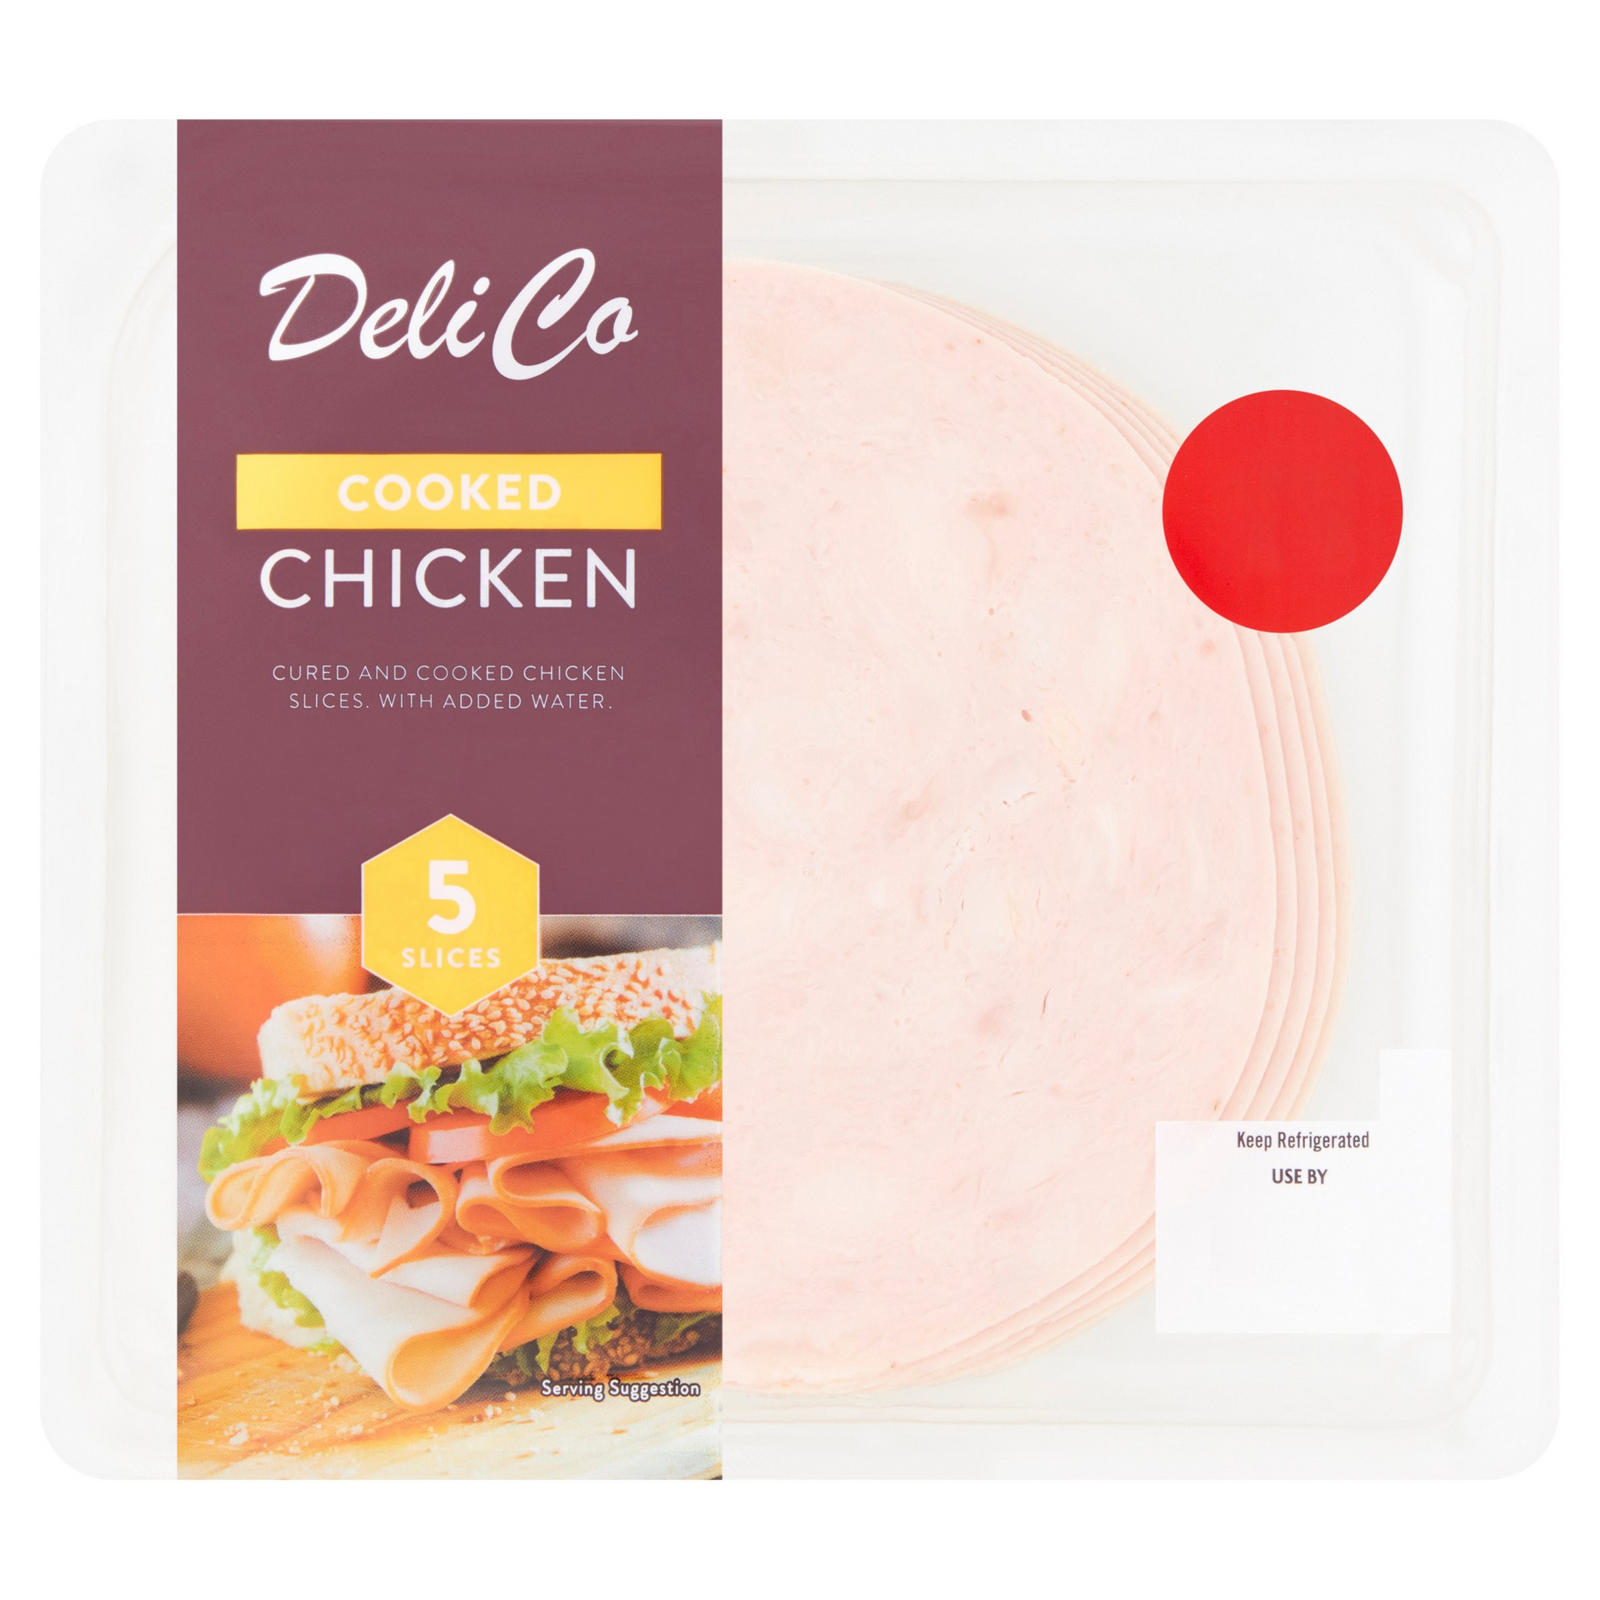 Deli Co
COOKED
CHICKEN
CURED AND COOKED CHICKEN
SLICES. WITH ADDED WATER.
5
SLICES
Serving Suggestion
Keep Refrigerated
USE BY